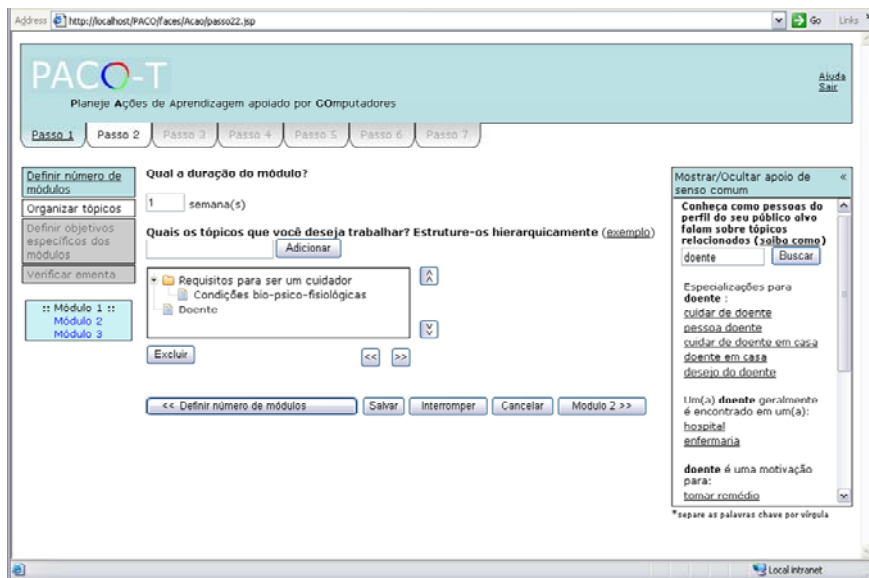 Address http://localhost/PACO/faces/Acao/passo22.jsp Go Links
PACO-T
Planeje Ações de Aprendizagem apoiado por COmputadores
Ajuda
Sair
Passo 1 Passo 2 Passo 3 Passo 4 Passo 5 Passo 6 Passo 7
Definir número de
módulos
Organizar tópicos
Definir objetivos
específicos dos
módulos
Verificar ementa
:: Módulo 1 ::
Módulo 2
Módulo 3
Qual a duração do módulo?
1 semana(s)
Quais os tópicos que você deseja trabalhar? Estruture-os hierarquicamente (exemplo)
Adicionar
Requisitos para ser um cuidador
Condições bio-psico-fisiológicas
Doente
Excluir << >>
<< Definir número de módulos Salvar Interromper Cancelar Modulo 2 >>
Mostrar/Ocultar apoio de «
senso comum
Conheça como pessoas do
perfil do seu público alvo
falam sobre tópicos
relacionados (saiba como)
doente Buscar
Especializações para
doente :
cuidar de doente
pessoa doente
cuidar de doente em casa
doente em casa
desejo do doente
Um(a) doente geralmente
é encontrado em um(a):
hospital
enfermaria
doente é uma motivação
para:
tomar remédio
*separe as palavras chave por vírgula
Local intranet